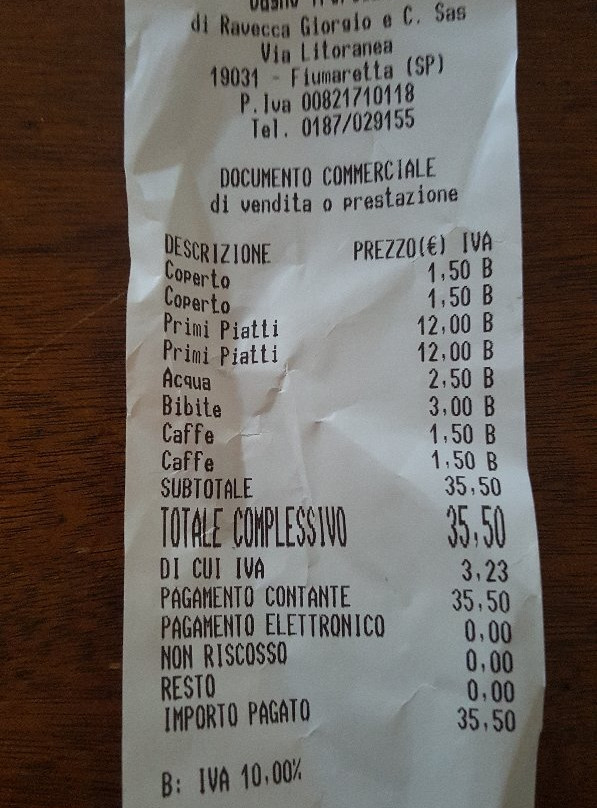 di Ravecca Giorgio e C. Sas
Via Litoranea
19031 - Fiumaretta (SP)
P.Iva 00821710118
Tel. 0187/029155
DOCUMENTO COMMERCIALE
di vendita o prestazione
DESCRIZIONE PREZZO(€) IVA
Coperto 1,50 B
Coperto 1,50 B
Primi Piatti 12,00 B
Primi Piatti 12,00 B
Acqua 2,50 B
Bibite 3,00 B
Caffe 1,50 B
Caffe 1,50 B
SUBTOTALE 35,50
TOTALE COMPLESSIVO 35,50
DI CUI IVA 3,23
PAGAMENTO CONTANTE 35,50
PAGAMENTO ELETTRONICO 0,00
NON RISCOSSO 0,00
RESTO 0,00
IMPORTO PAGATO 35,50
B: IVA 10,00%